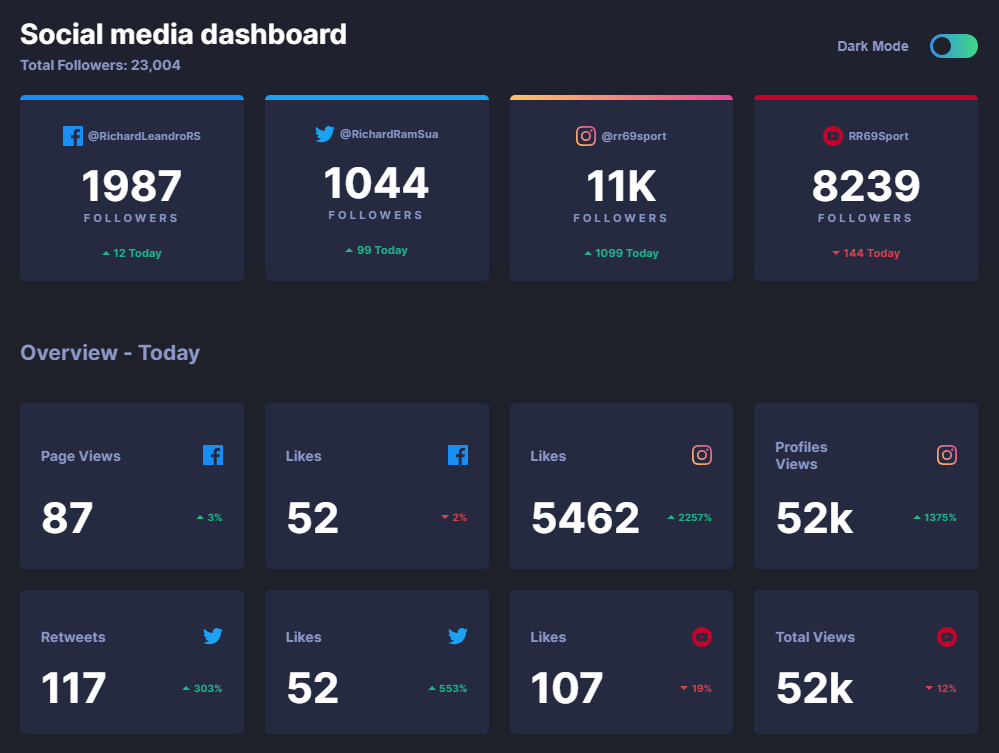 Social media dashboard
Total Followers: 23,004
Dark Mode
@RichardLeandroRS
1987
FOLLOWERS
12 Today
@RichardRamSua
1044
FOLLOWERS
99 Today
@rr69sport
11K
FOLLOWERS
1099 Today
RR69Sport
8239
FOLLOWERS
144 Today
Overview - Today
Page Views
87
3%
Likes
52
2%
Likes
5462
2257%
Profiles
Views
52k
1375%
Retweets
117
303%
Likes
52
553%
Likes
107
19%
Total Views
52k
12%